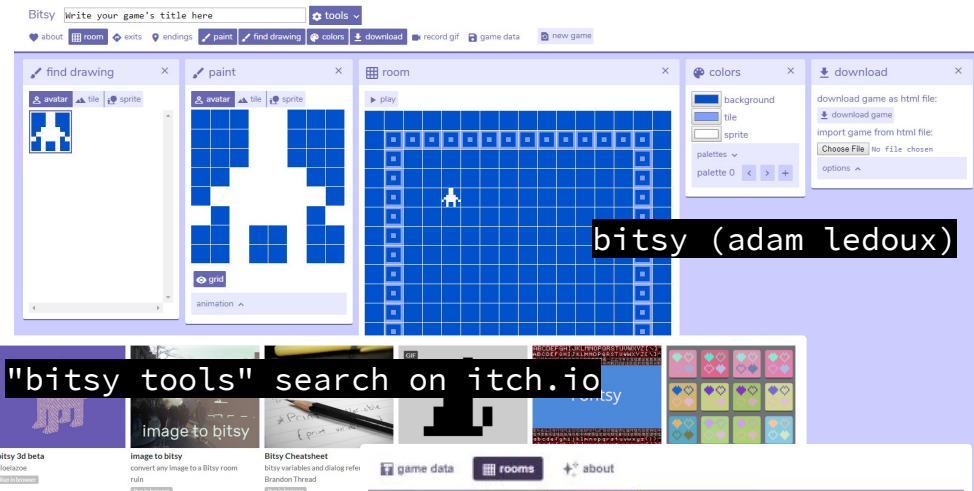 Bitsy Write your game's title here tools
about room exits endings paint find drawing colors download record gif game data new game
find drawing
avatar tile sprite
paint
avatar tile sprite
grid
animation
room
play
colors
background
tile
sprite
palettes
palette 0
download
download game as html file:
download game
import game from html file:
Choose File No file chosen
options
bitsy (adam ledoux)
"bitsy tools" search on itch.io
GIF
image to bitsy
bitsy 3d beta
image to bitsy
convert any image to a Bitsy room
ruin
Bitsy Cheatsheet
bitsy variables and dialog refe
Brandon Thread
game data rooms about